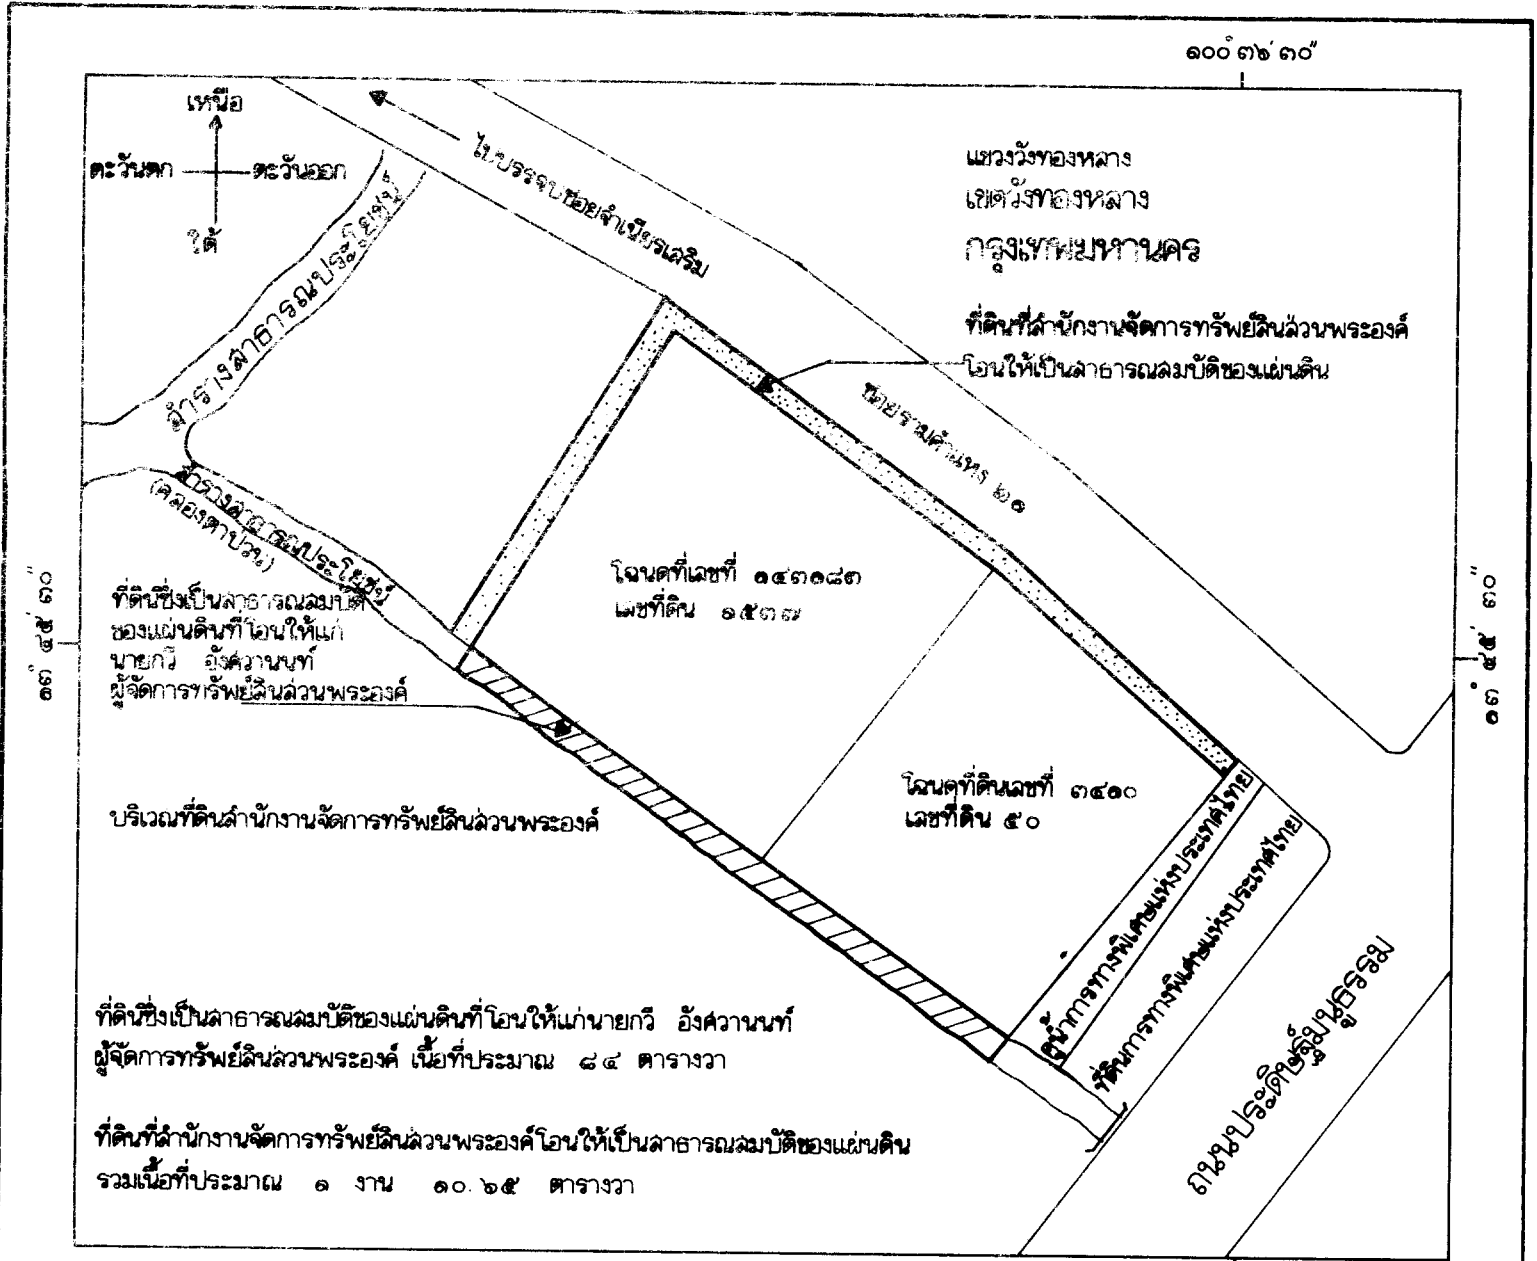 ๑๐๐° ๓๖' ๓๐"
เหนือ
ตะวันตก
ตะวันออก
ใต้
ไปบรรจบซอยจำเนียรเสริม
แขวงวังทองหลาง
เขตวังทองหลาง
กรุงเทพมหานคร
ลำรางสาธารณประโยชน์
ที่ดินที่สำนักงานจัดการทรัพย์สินส่วนพระองค์
โอนให้เป็นสาธารณสมบัติของแผ่นดิน
ซอยรามคำแหง ๒๑
ลำรางสาธารณประโยชน์
(คลองตาป่วน)
โฉนดที่เลขที่ ๑๔๓๑๘๓
เลขที่ดิน ๑๕๓๗
ที่ดินซึ่งเป็นสาธารณสมบัติ
ของแผ่นดินที่โอนให้แก่
นายกวี อังศวานนท์
ผู้จัดการทรัพย์สินส่วนพระองค์
๑๓° ๔๕' ๓๐"
๑๓° ๔๕' ๓๐"
โฉนดที่ดินเลขที่ ๓๔๑๐
เลขที่ดิน ๕๐
บริเวณที่ดินสำนักงานจัดการทรัพย์สินส่วนพระองค์
คูน้ำการทางพิเศษแห่งประเทศไทย
ที่ดินการทางพิเศษแห่งประเทศไทย
ถนนประดิษฐ์มนูธรรม
ที่ดินซึ่งเป็นสาธารณสมบัติของแผ่นดินที่โอนให้แก่นายกวี อังศวานนท์
ผู้จัดการทรัพย์สินส่วนพระองค์ เนื้อที่ประมาณ ๘๔ ตารางวา
ที่ดินที่สำนักงานจัดการทรัพย์สินส่วนพระองค์โอนให้เป็นสาธารณสมบัติของแผ่นดิน
รวมเนื้อที่ประมาณ ๑ งาน ๑๐.๖๕ ตารางวา